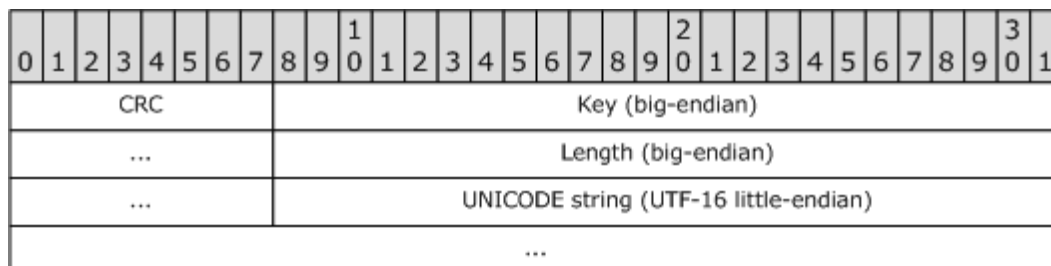 1 2 3
0 1 2 3 4 5 6 7 8 9 0 1 2 3 4 5 6 7 8 9 0 1 2 3 4 5 6 7 8 9 0 1
CRC Key (big-endian)
... Length (big-endian)
... UNICODE string (UTF-16 little-endian)
...